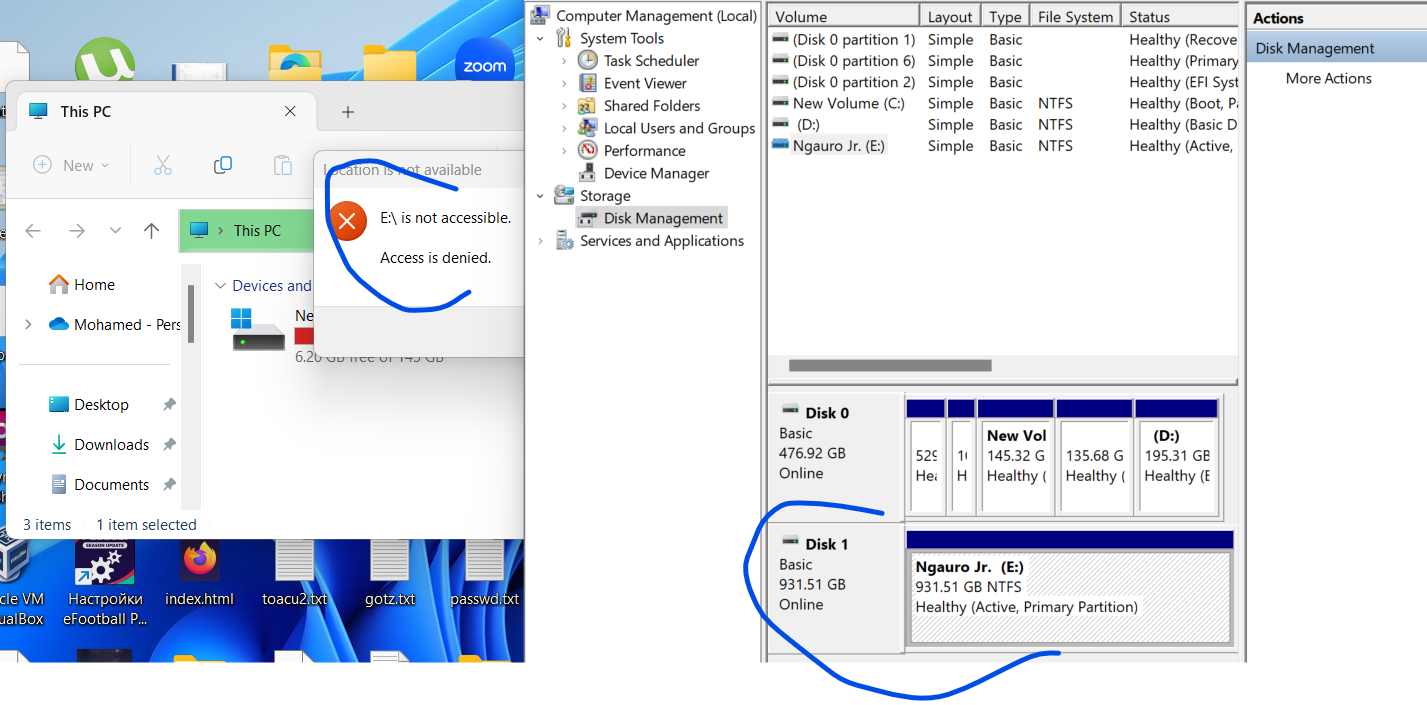 zoom
This PC
New
Location is not available
E:\ is not accessible.
Access is denied.
This PC
Home
Mohamed - Pers
Desktop
Downloads
Documents
Devices and
Ne
6.20 GB free of 145 GB
3 items 1 item selected
SEASON UPDATE
cle VM
ualBox
Настройки
eFootball P...
index.html
toacu2.txt
gotz.txt
passwd.txt
Computer Management (Local)
System Tools
Task Scheduler
Event Viewer
Shared Folders
Local Users and Groups
Performance
Device Manager
Storage
Disk Management
Services and Applications
Volume Layout Type File System Status
(Disk 0 partition 1) Simple Basic Healthy (Recove
(Disk 0 partition 6) Simple Basic Healthy (Primary
(Disk 0 partition 2) Simple Basic Healthy (EFI Syst
New Volume (C:) Simple Basic NTFS Healthy (Boot, Pa
(D:) Simple Basic NTFS Healthy (Basic D
Ngauro Jr. (E:) Simple Basic NTFS Healthy (Active,
Disk 0
Basic
476.92 GB
Online
529
Hea
H
New Vol
145.32 G
Healthy (
135.68 G
Healthy (
(D:)
195.31 GB
Healthy (E
Disk 1
Basic
931.51 GB
Online
Ngauro Jr. (E:)
931.51 GB NTFS
Healthy (Active, Primary Partition)
Actions
Disk Management
More Actions